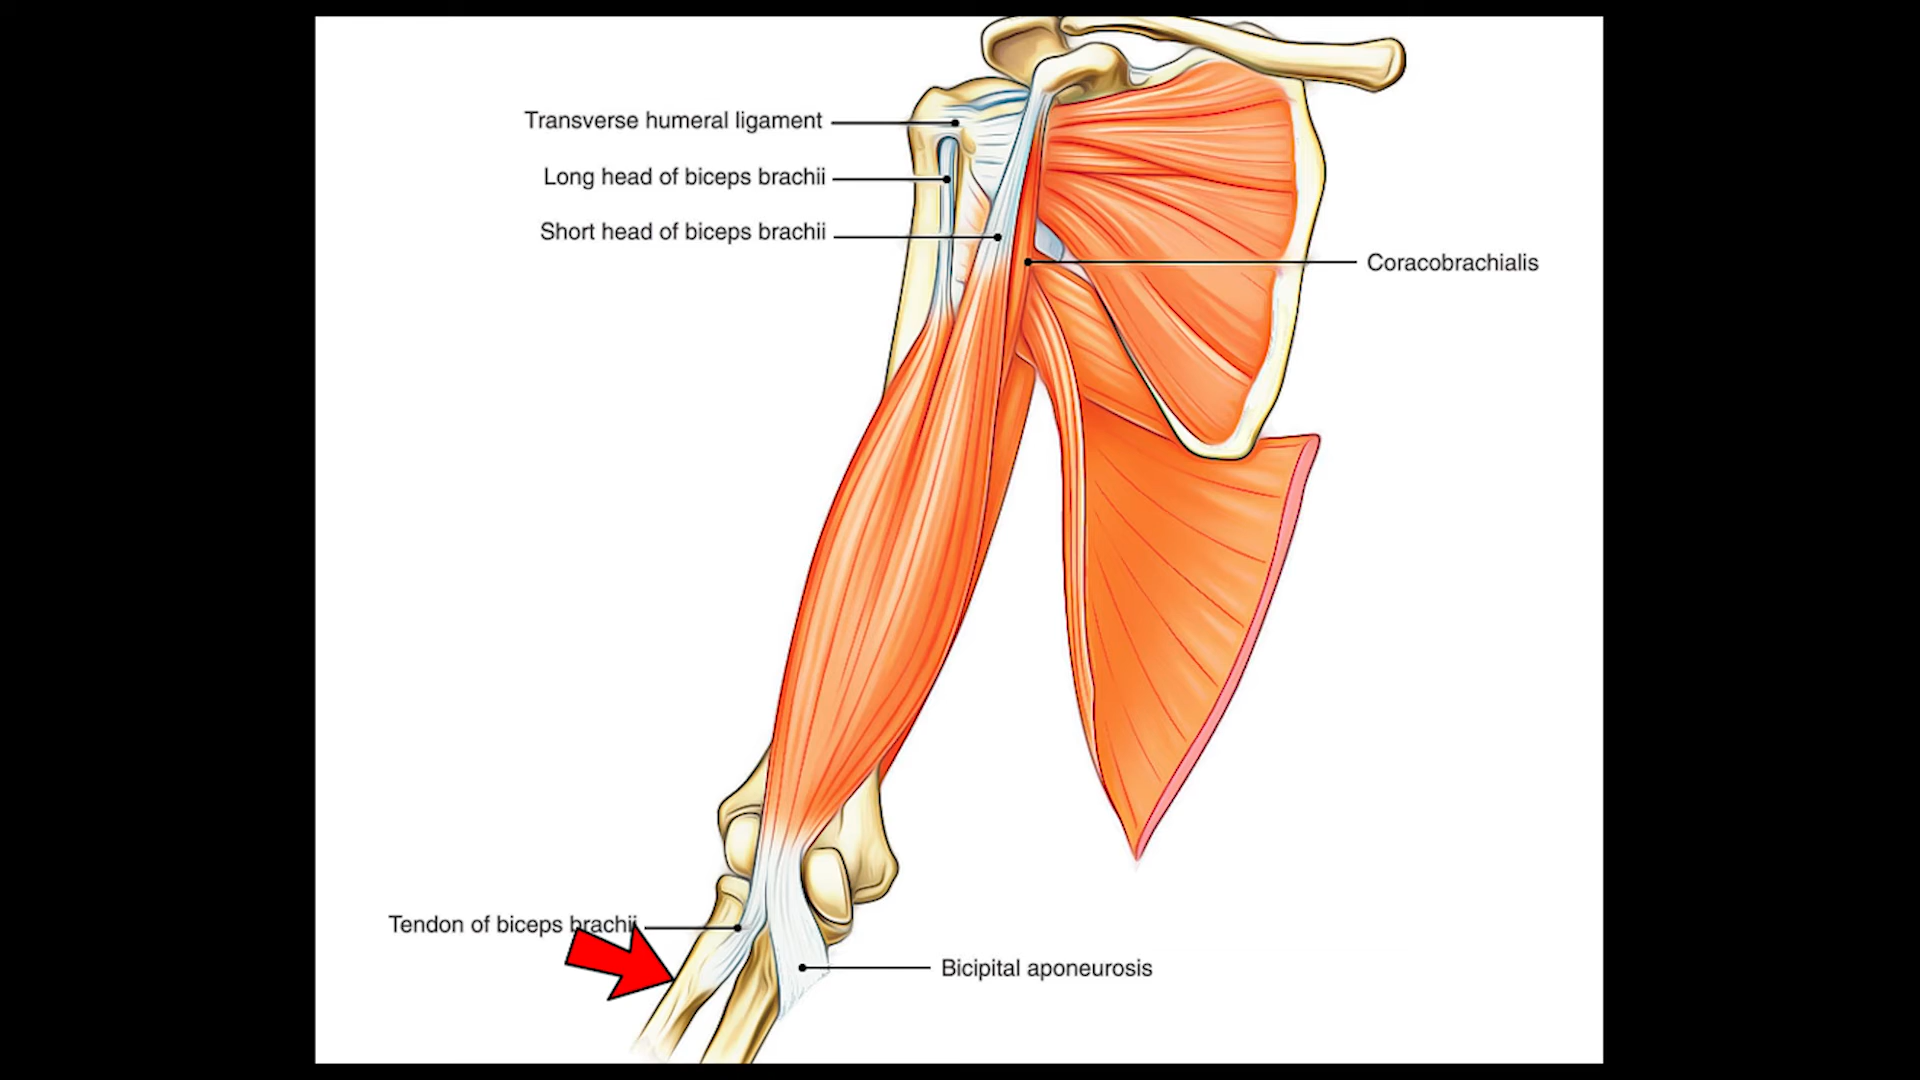 Transverse humeral ligament
Long head of biceps brachii
Short head of biceps brachii
Coracobrachialis
Tendon of biceps brachii
Bicipital aponeurosis